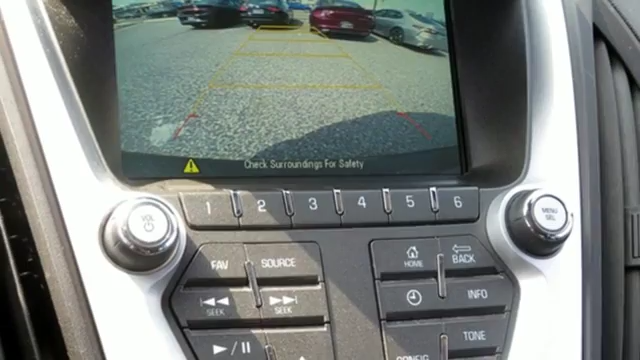 Check Surroundings For Safety
1 2 3 4 5 6
VOL
MENU
SEL
FAV SOURCE
HOME BACK
SEEK SEEK
INFO
TONE
CONFIG